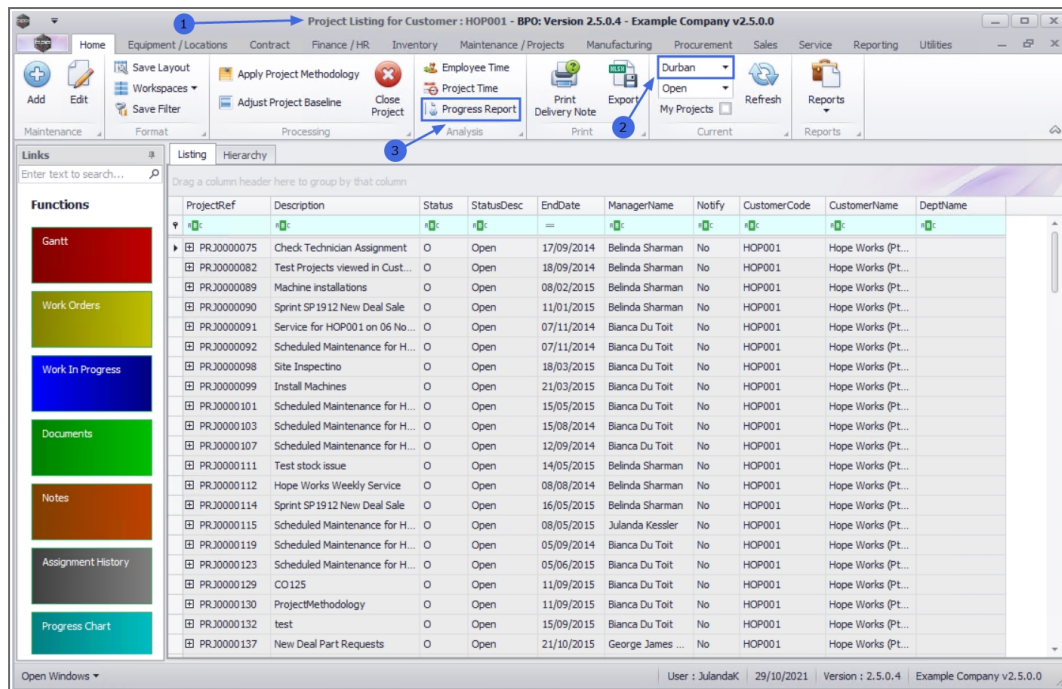 1
Project Listing for Customer : HOP001 - BPO: Version 2.5.0.4 - Example Company v2.5.0.0
Home Equipment / Locations Contract Finance / HR Inventory Maintenance / Projects Manufacturing Procurement Sales Service Reporting Utilities
Add
Edit
Maintenance
Save Layout
Workspaces
Save Filter
Format
Apply Project Methodology
Adjust Project Baseline
Close Project
Processing
Employee Time
Project Time
Progress Report
3
Analysis
Print Delivery Note
Export
Print
Durban
Open
My Projects
2
Refresh
Current
Reports
Reports
Links
Enter text to search...
Functions
Gantt
Work Orders
Work In Progress
Documents
Notes
Assignment History
Progress Chart
Listing Hierarchy
Drag a column header here to group by that column
ProjectRef Description Status StatusDesc EndDate ManagerName Notify CustomerCode CustomerName DeptName
PRJ0000075 Check Technician Assignment O Open 17/09/2014 Belinda Sharman No HOP001 Hope Works (Pt...
PRJ0000082 Test Projects viewed in Cust... O Open 18/09/2014 Belinda Sharman No HOP001 Hope Works (Pt...
PRJ0000089 Machine installations O Open 08/02/2015 Belinda Sharman No HOP001 Hope Works (Pt...
PRJ0000090 Sprint SP1912 New Deal Sale O Open 11/01/2015 Belinda Sharman No HOP001 Hope Works (Pt...
PRJ0000091 Service for HOP001 on 06 No... O Open 07/11/2014 Bianca Du Toit No HOP001 Hope Works (Pt...
PRJ0000092 Scheduled Maintenance for H... O Open 07/11/2014 Bianca Du Toit No HOP001 Hope Works (Pt...
PRJ0000098 Site Inspectino O Open 18/03/2015 Bianca Du Toit No HOP001 Hope Works (Pt...
PRJ0000099 Install Machines O Open 21/03/2015 Bianca Du Toit No HOP001 Hope Works (Pt...
PRJ0000101 Scheduled Maintenance for H... O Open 15/05/2015 Bianca Du Toit No HOP001 Hope Works (Pt...
PRJ0000103 Scheduled Maintenance for H... O Open 15/08/2014 Bianca Du Toit No HOP001 Hope Works (Pt...
PRJ0000107 Scheduled Maintenance for H... O Open 12/09/2014 Bianca Du Toit No HOP001 Hope Works (Pt...
PRJ0000111 Test stock issue O Open 14/05/2015 Belinda Sharman No HOP001 Hope Works (Pt...
PRJ0000112 Hope Works Weekly Service O Open 08/08/2014 Belinda Sharman No HOP001 Hope Works (Pt...
PRJ0000114 Sprint SP1912 New Deal Sale O Open 16/05/2015 Belinda Sharman No HOP001 Hope Works (Pt...
PRJ0000115 Scheduled Maintenance for H... O Open 08/05/2015 Julanda Kessler No HOP001 Hope Works (Pt...
PRJ0000119 Scheduled Maintenance for H... O Open 05/09/2014 Bianca Du Toit No HOP001 Hope Works (Pt...
PRJ0000123 Scheduled Maintenance for H... O Open 05/06/2015 Bianca Du Toit No HOP001 Hope Works (Pt...
PRJ0000129 CO125 O Open 11/09/2015 Bianca Du Toit No HOP001 Hope Works (Pt...
PRJ0000130 ProjectMethodology O Open 11/09/2015 Bianca Du Toit No HOP001 Hope Works (Pt...
PRJ0000132 test O Open 15/09/2015 Bianca Du Toit No HOP001 Hope Works (Pt...
PRJ0000137 New Deal Part Requests O Open 21/10/2015 George James ... No HOP001 Hope Works (Pt...
Open Windows User : JulandaK 29/10/2021 Version : 2.5.0.4 Example Company v2.5.0.0